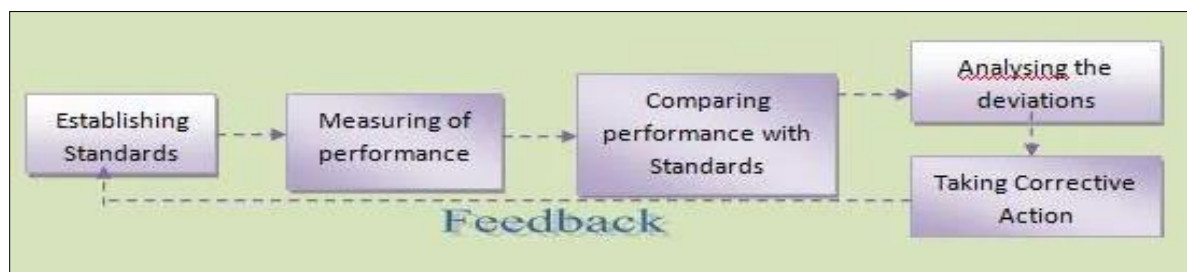 Establishing
Standards
Measuring of
performance
Comparing
performance with
Standards
Analysing the
deviations
Taking Corrective
Action
Feedback